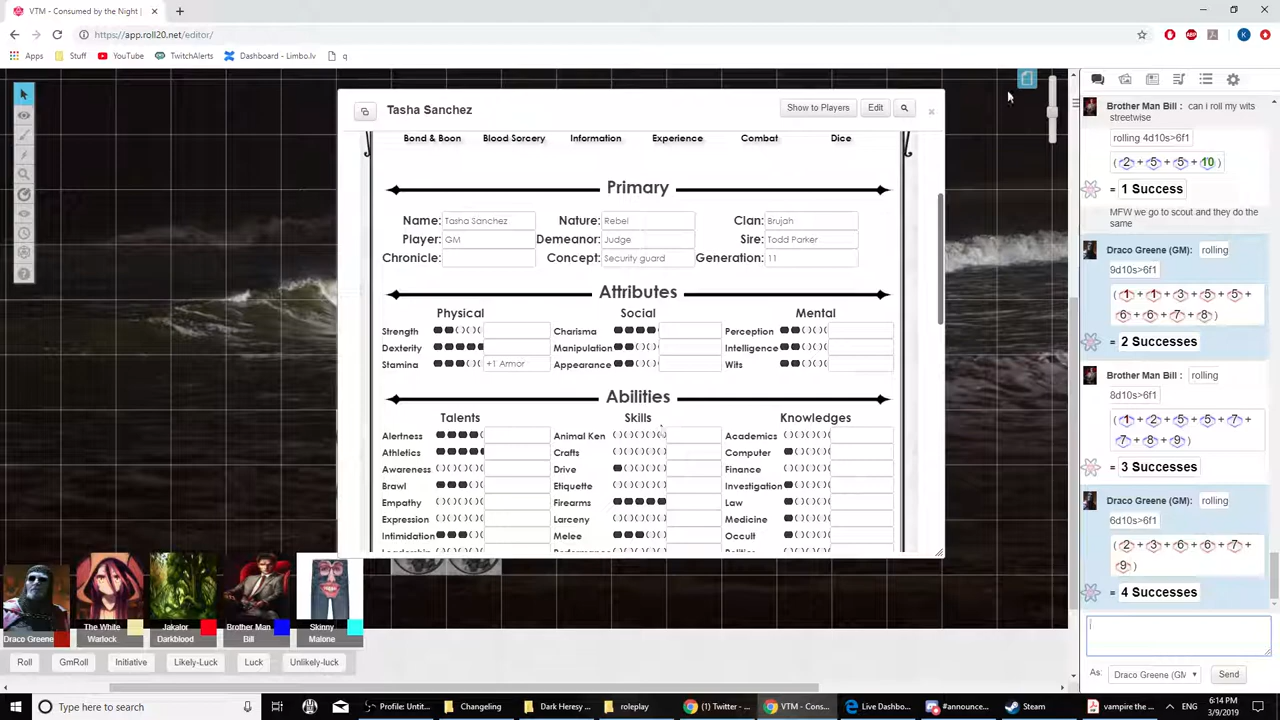 VTM - Consumed by the Night |
https://app.roll20.net/editor/
Apps Stuff YouTube TwitchAlerts Dashboard - Limbo.lv q
Tasha Sanchez Show to Players Edit
Bond & Boon Blood Sorcery Information Experience Combat Dice
Primary
Name: Tasha Sanchez Nature: Rebel Clan: Brujah
Player: GM Demeanor: Judge Sire: Todd Parker
Chronicle: Concept: Security guard Generation: 11
Attributes
Physical Social Mental
Strength Charisma Perception
Dexterity Manipulation Intelligence
Stamina +1 Armor Appearance Wits
Abilities
Talents Skills Knowledges
Alertness Animal Ken Academics
Athletics Crafts Computer
Awareness Drive Finance
Brawl Etiquette Investigation
Empathy Firearms Law
Expression Larceny Medicine
Intimidation Melee Occult
Brother Man Bill : can i roll my wits
streetwise
rolling 4d10s>6f1
(2+5+5+10)
= 1 Success
MFW we go to scout and they do the
same
Draco Greene (GM): rolling
9d10s>6f1
(1+1+3+5+5+
6+6+7+8)
= 2 Successes
Brother Man Bill : rolling
8d10s>6f1
(1+2+5+5+7+
7+8+9)
= 3 Successes
Draco Greene (GM): rolling
6d10s>6f1
(2+3+6+6+7+
9)
= 4 Successes
As: Draco Greene (GM) Send
Draco Greene
The White
Warlock
Jakalor
Darkblood
Brother Man
Bill
Skinny
Malone
Roll GmRoll Initiative Likely-Luck Luck Unlikely-luck
Type here to search
Profile: Unti... Changeling Dark Heresy ... roleplay (1) Twitter - ... VTM - Cons... Live Dashbo... #announce... Steam vampire the ...
6:14 PM
3/9/2019